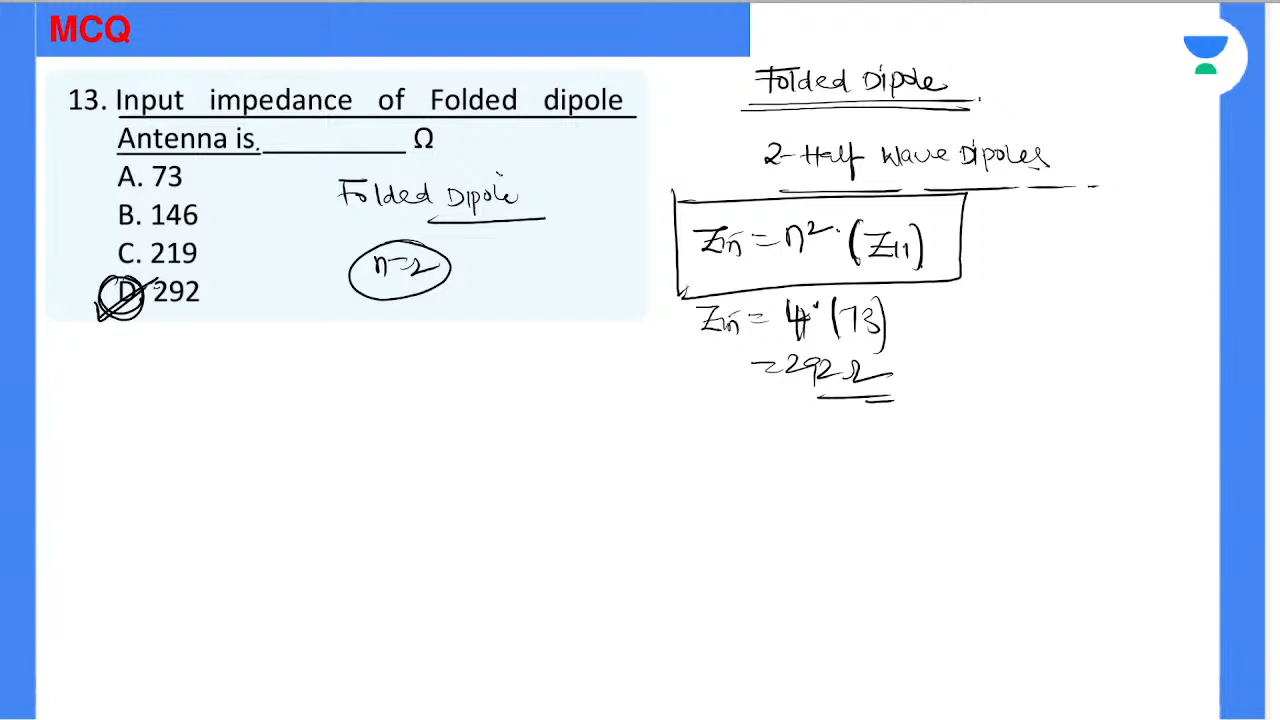 MCQ
13. Input impedance of Folded dipole
Antenna is.__________ Ω
A. 73
B. 146
C. 219
D. 292
Folded Dipole
n=2
Folded Dipole
2-Half Wave Dipoles
Zin = n². (Z11)
Zin = 4 (73)
= 292 Ω